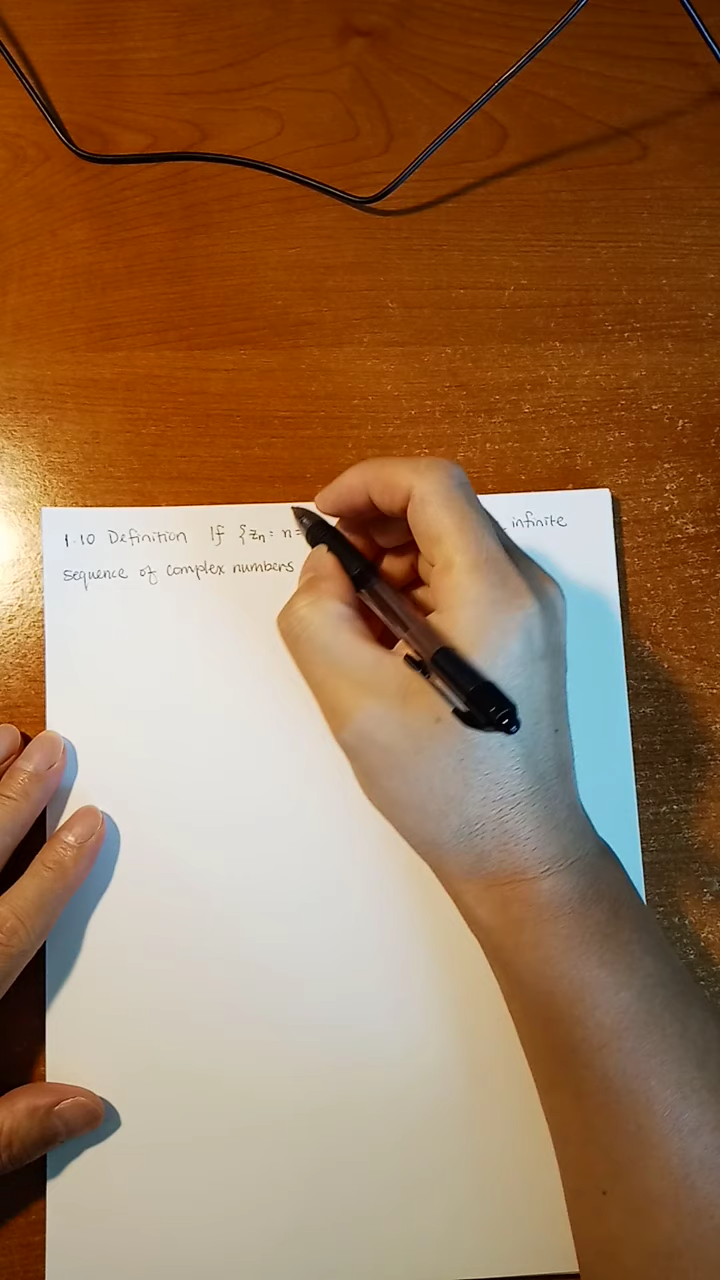 1.10 Definition If {zn : n= infinite
sequence of complex numbers